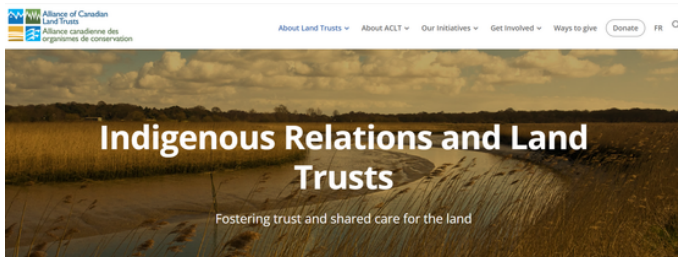 Alliance of Canadian
Land Trusts
Alliance canadienne des
organismes de conservation
About Land Trusts
About ACLT
Our Initiatives
Get Involved
Ways to give
Donate
FR
Indigenous Relations and Land
Trusts
Fostering trust and shared care for the land